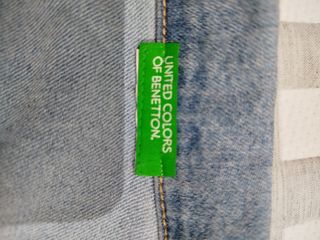 UNITED COLORS
OF BENETTON.